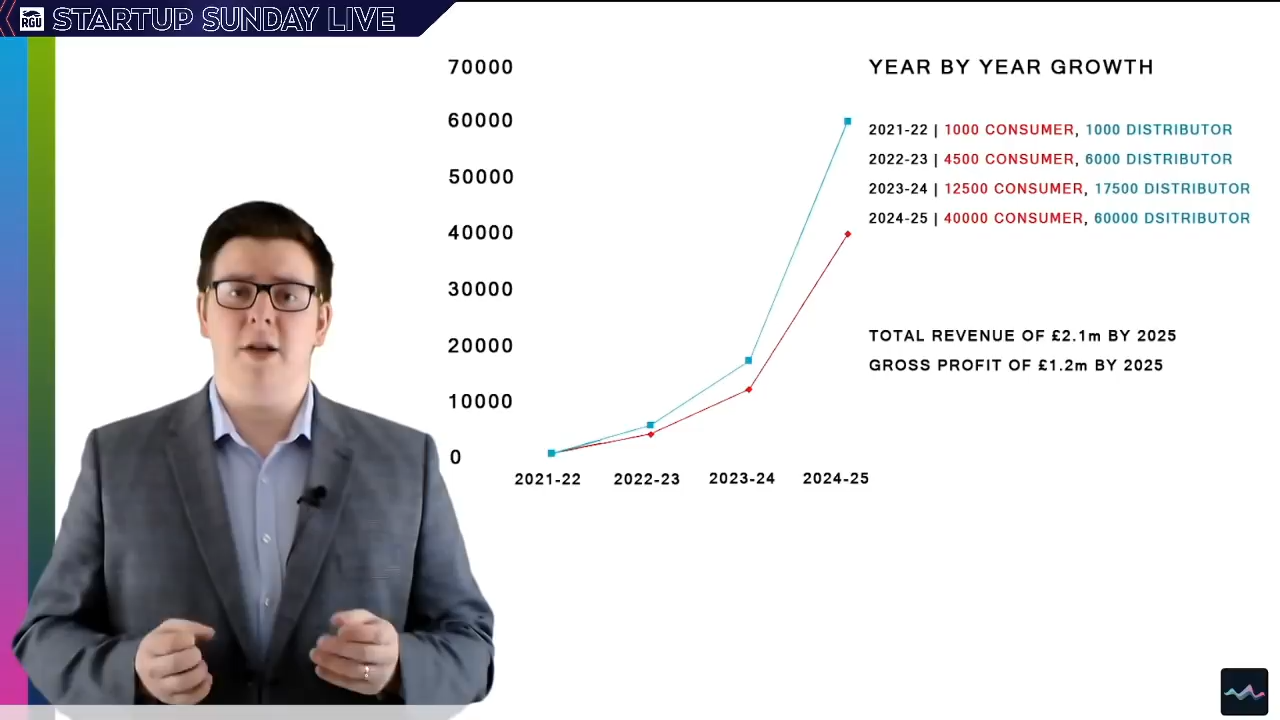 RGU STARTUP SUNDAY LIVE
70000
60000
50000
40000
30000
20000
10000
0
2021-22 2022-23 2023-24 2024-25
YEAR BY YEAR GROWTH
2021-22 | 1000 CONSUMER, 1000 DISTRIBUTOR
2022-23 | 4500 CONSUMER, 6000 DISTRIBUTOR
2023-24 | 12500 CONSUMER, 17500 DISTRIBUTOR
2024-25 | 40000 CONSUMER, 60000 DSITRIBUTOR
TOTAL REVENUE OF £2.1m BY 2025
GROSS PROFIT OF £1.2m BY 2025